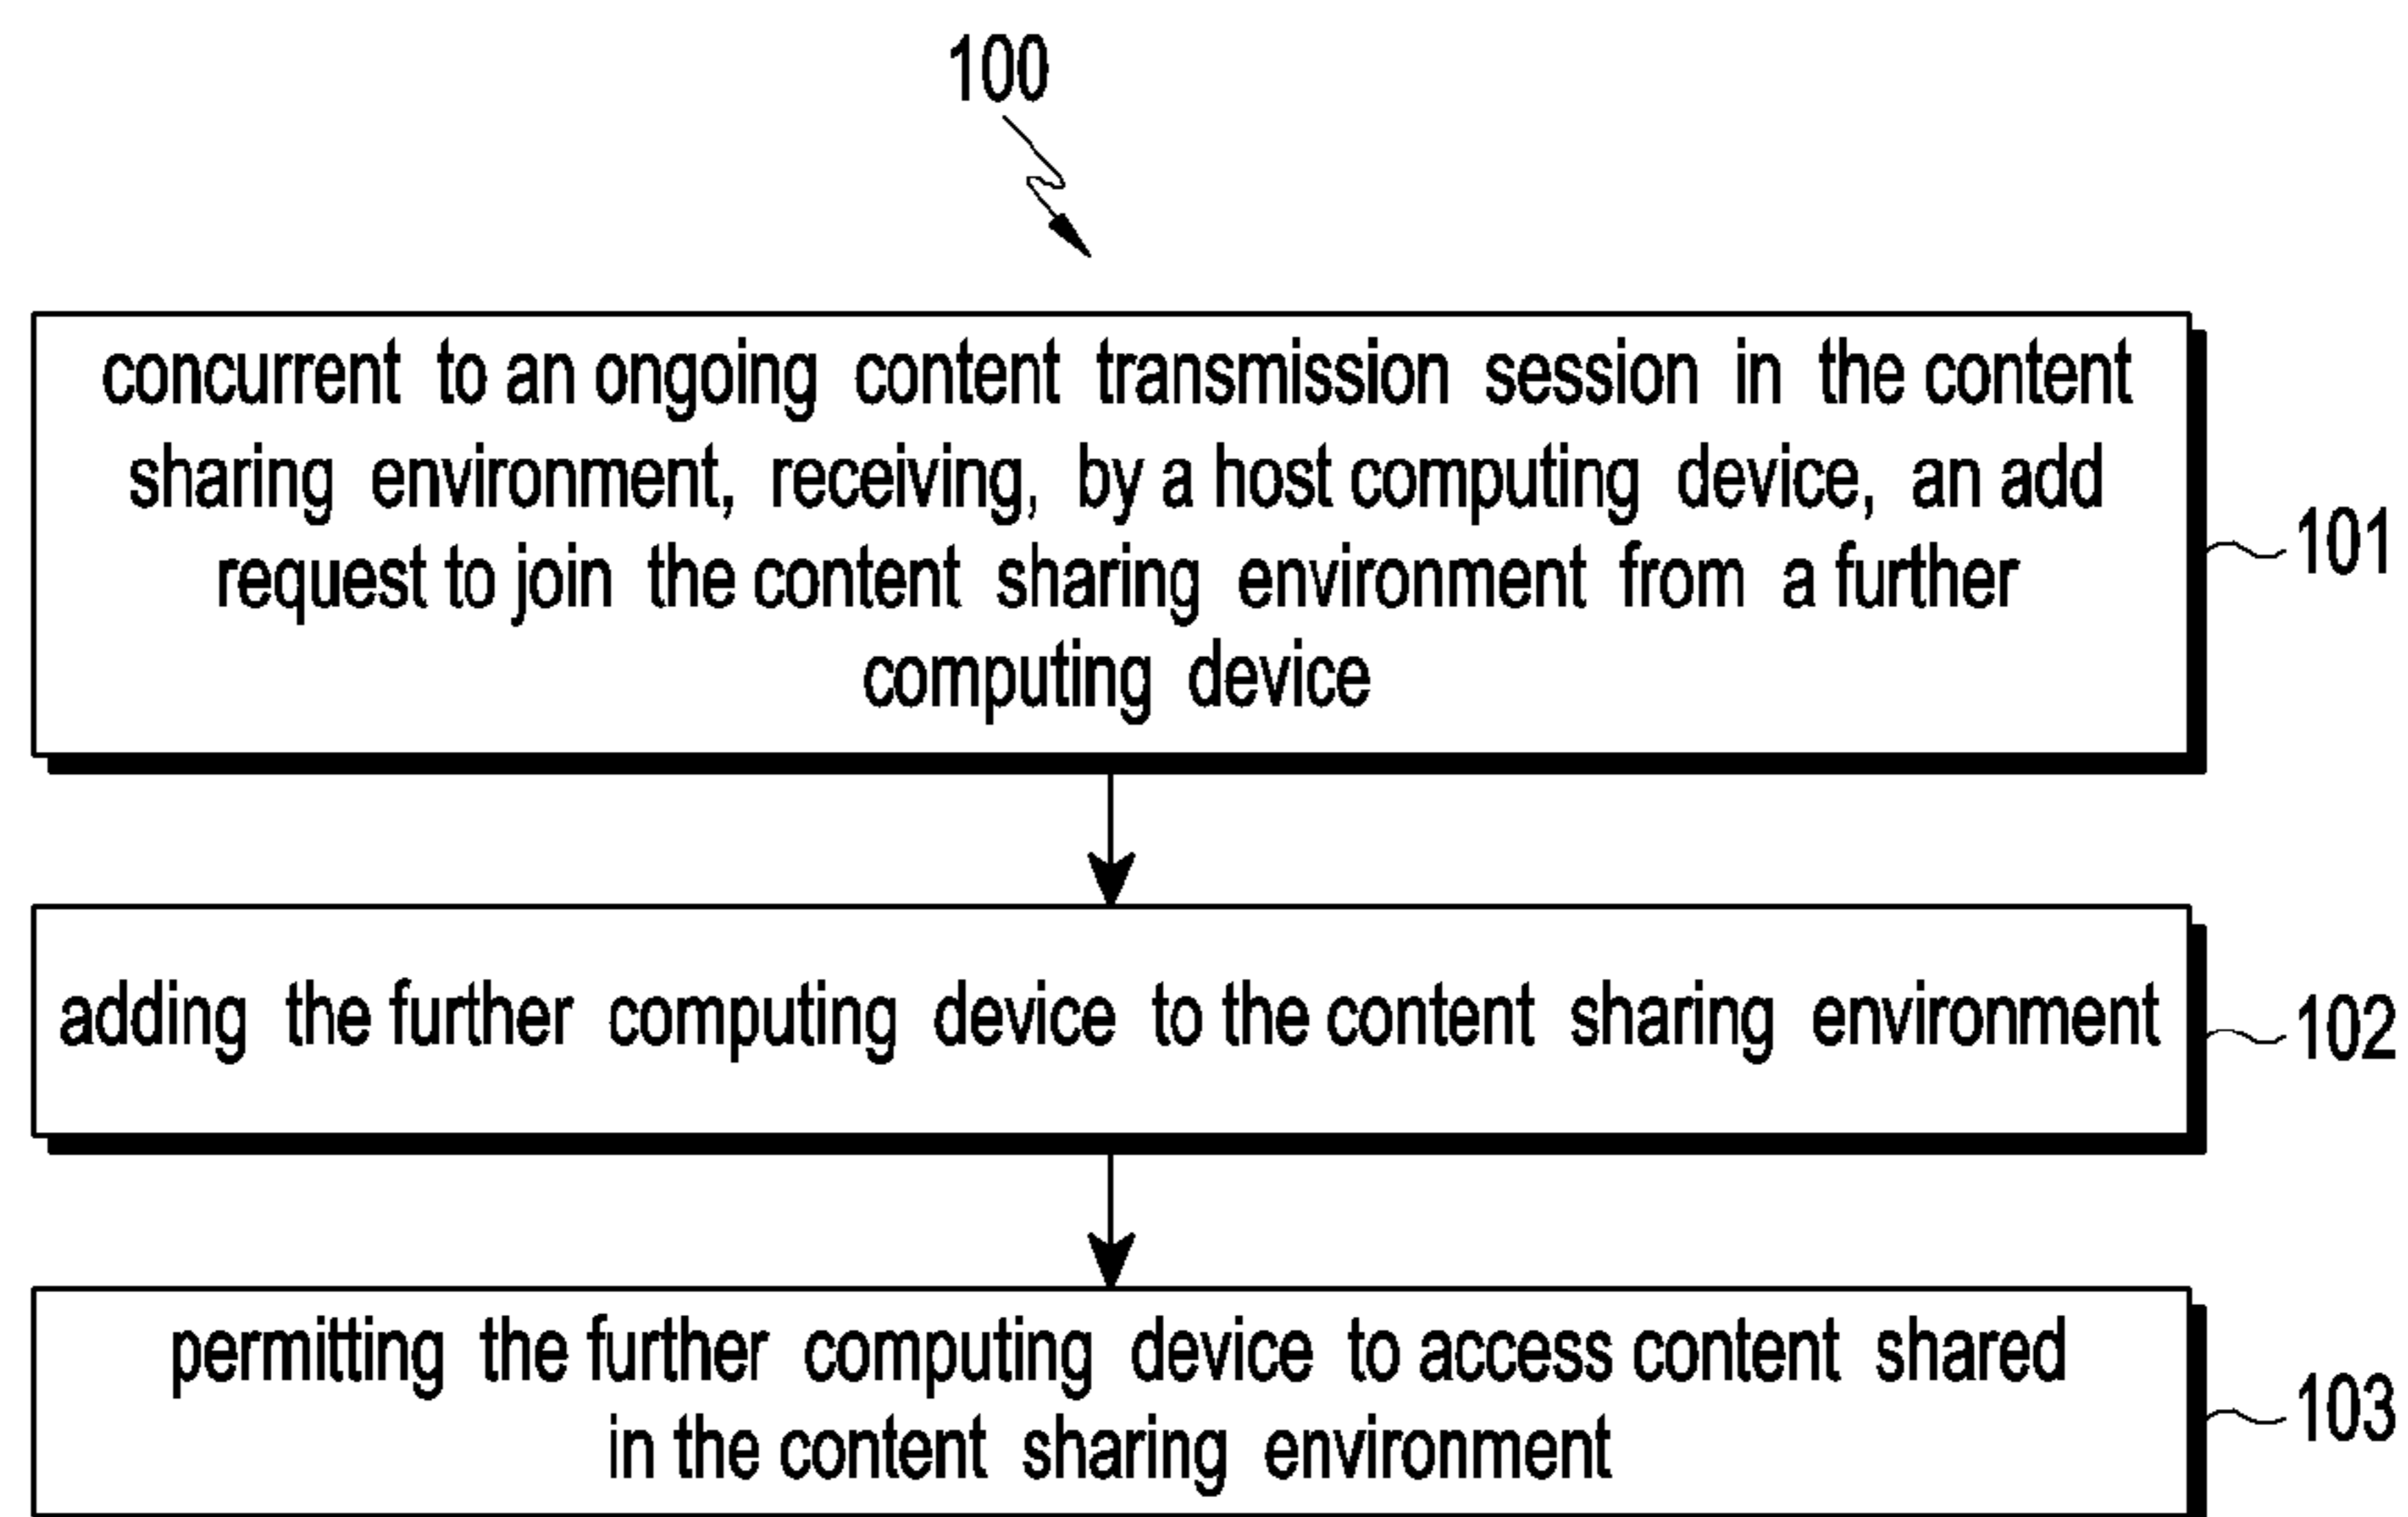 100
concurrent to an ongoing content transmission session in the content
sharing environment, receiving, by a host computing device, an add
request to join the content sharing environment from a further
computing device
101
adding the further computing device to the content sharing environment
102
permitting the further computing device to access content shared
in the content sharing environment
103